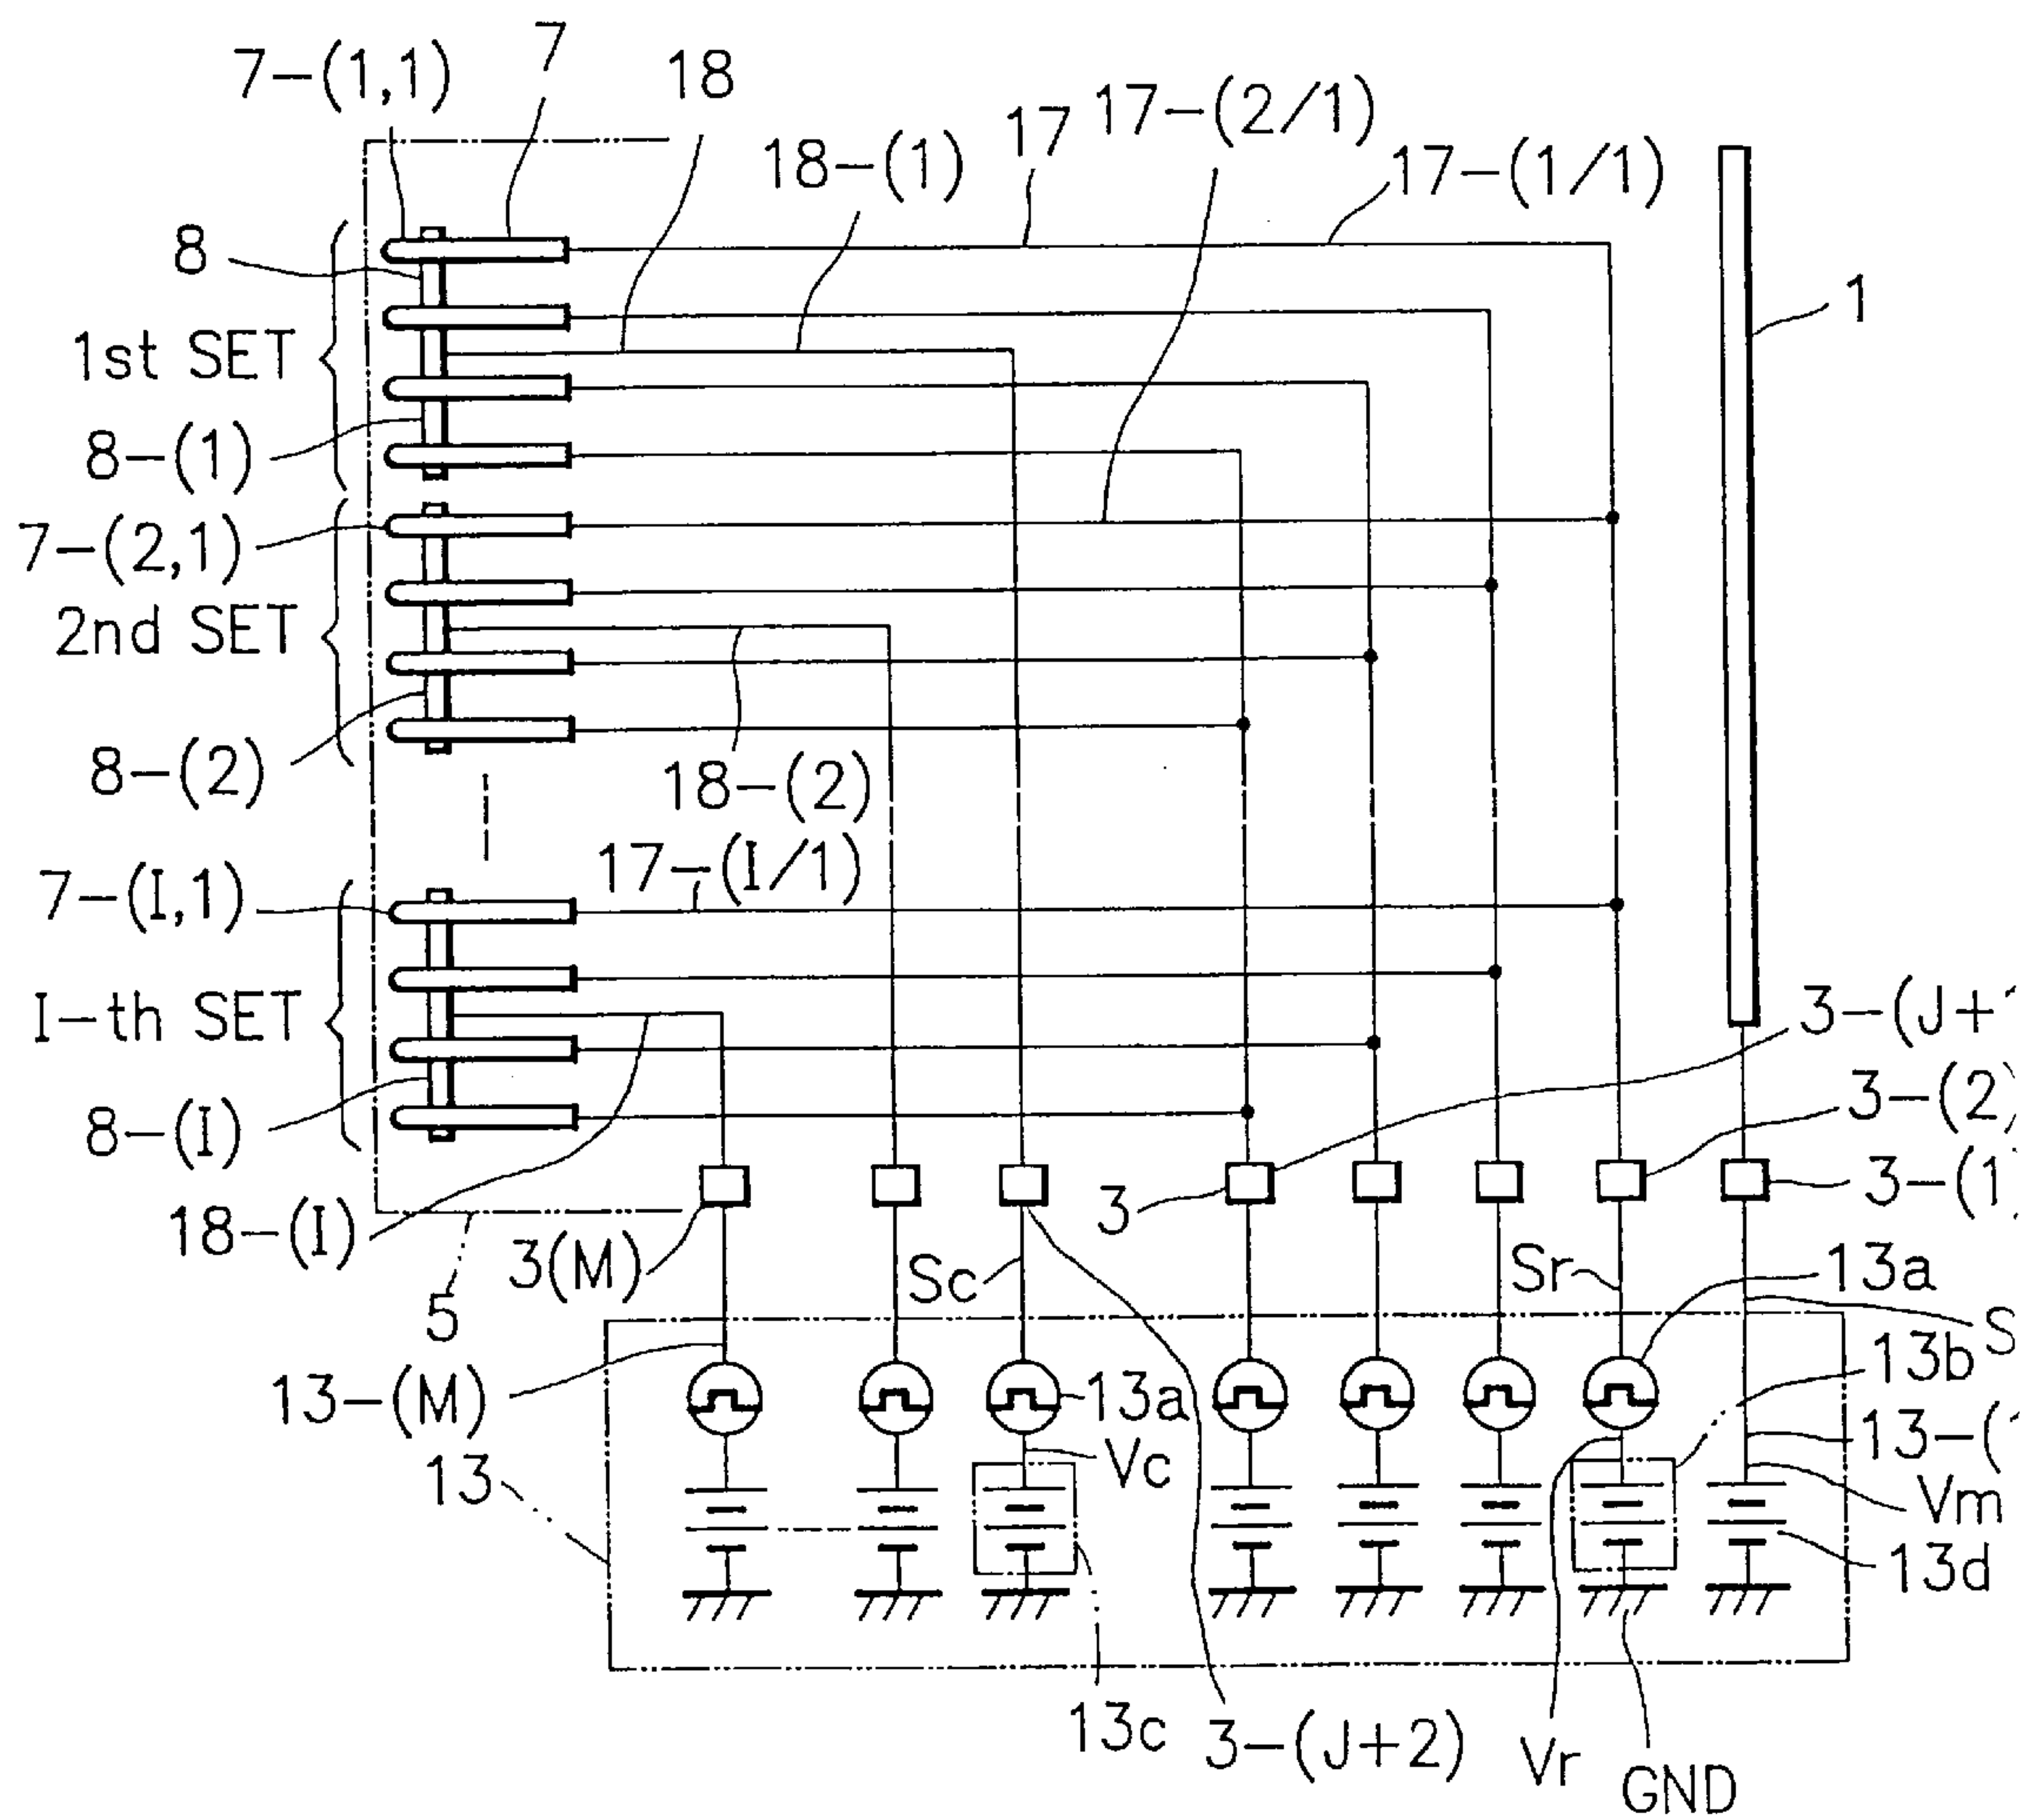 7-(1,1)
7
18
18-(1)
17
17-(2/1)
17-(1/1)
8
1
1st SET
8-(1)
7-(2,1)
2nd SET
8-(2)
18-(2)
17-(I/1)
7-(I,1)
I-th SET
3-(J+
3-(2)
8-(I)
3-(1)
3
18-(I)
3(M)
Sc
Sr
13a
5
S
13b
13-(M)
13a
13-(
13
Vc
Vm
13d
13c
3-(J+2)
Vr
GND